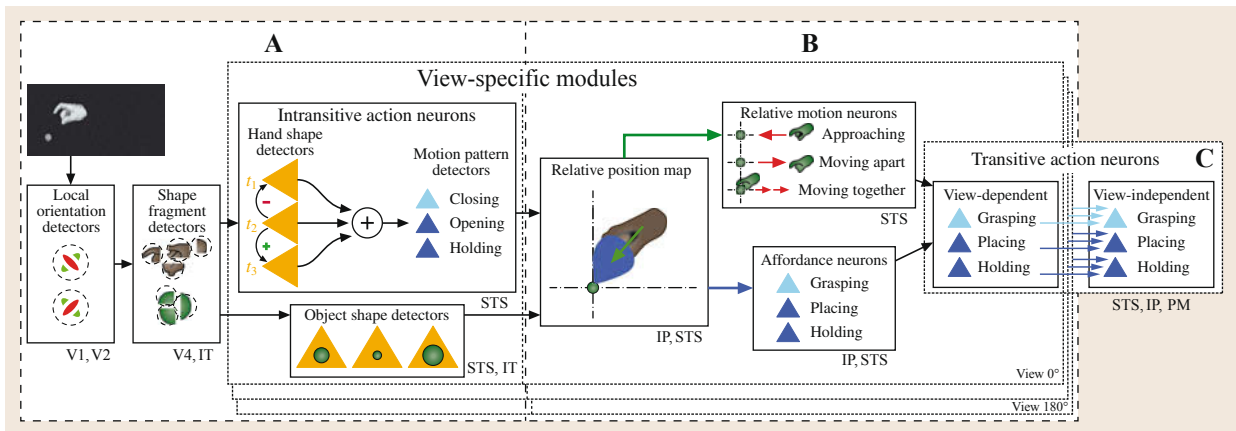 A
B
View-specific modules
Intransitive action neurons
Hand shape
detectors
t1
–
t2
+
t3
+
Motion pattern
detectors
Closing
Opening
Holding
STS
Local
orientation
detectors
V1, V2
Shape
fragment
detectors
V4, IT
Object shape detectors
STS, IT
Relative position map
IP, STS
Relative motion neurons
Approaching
Moving apart
Moving together
STS
Affordance neurons
Grasping
Placing
Holding
IP, STS
View 0°
View 180°
Transitive action neurons
C
View-dependent
Grasping
Placing
Holding
View-independent
Grasping
Placing
Holding
STS, IP, PM